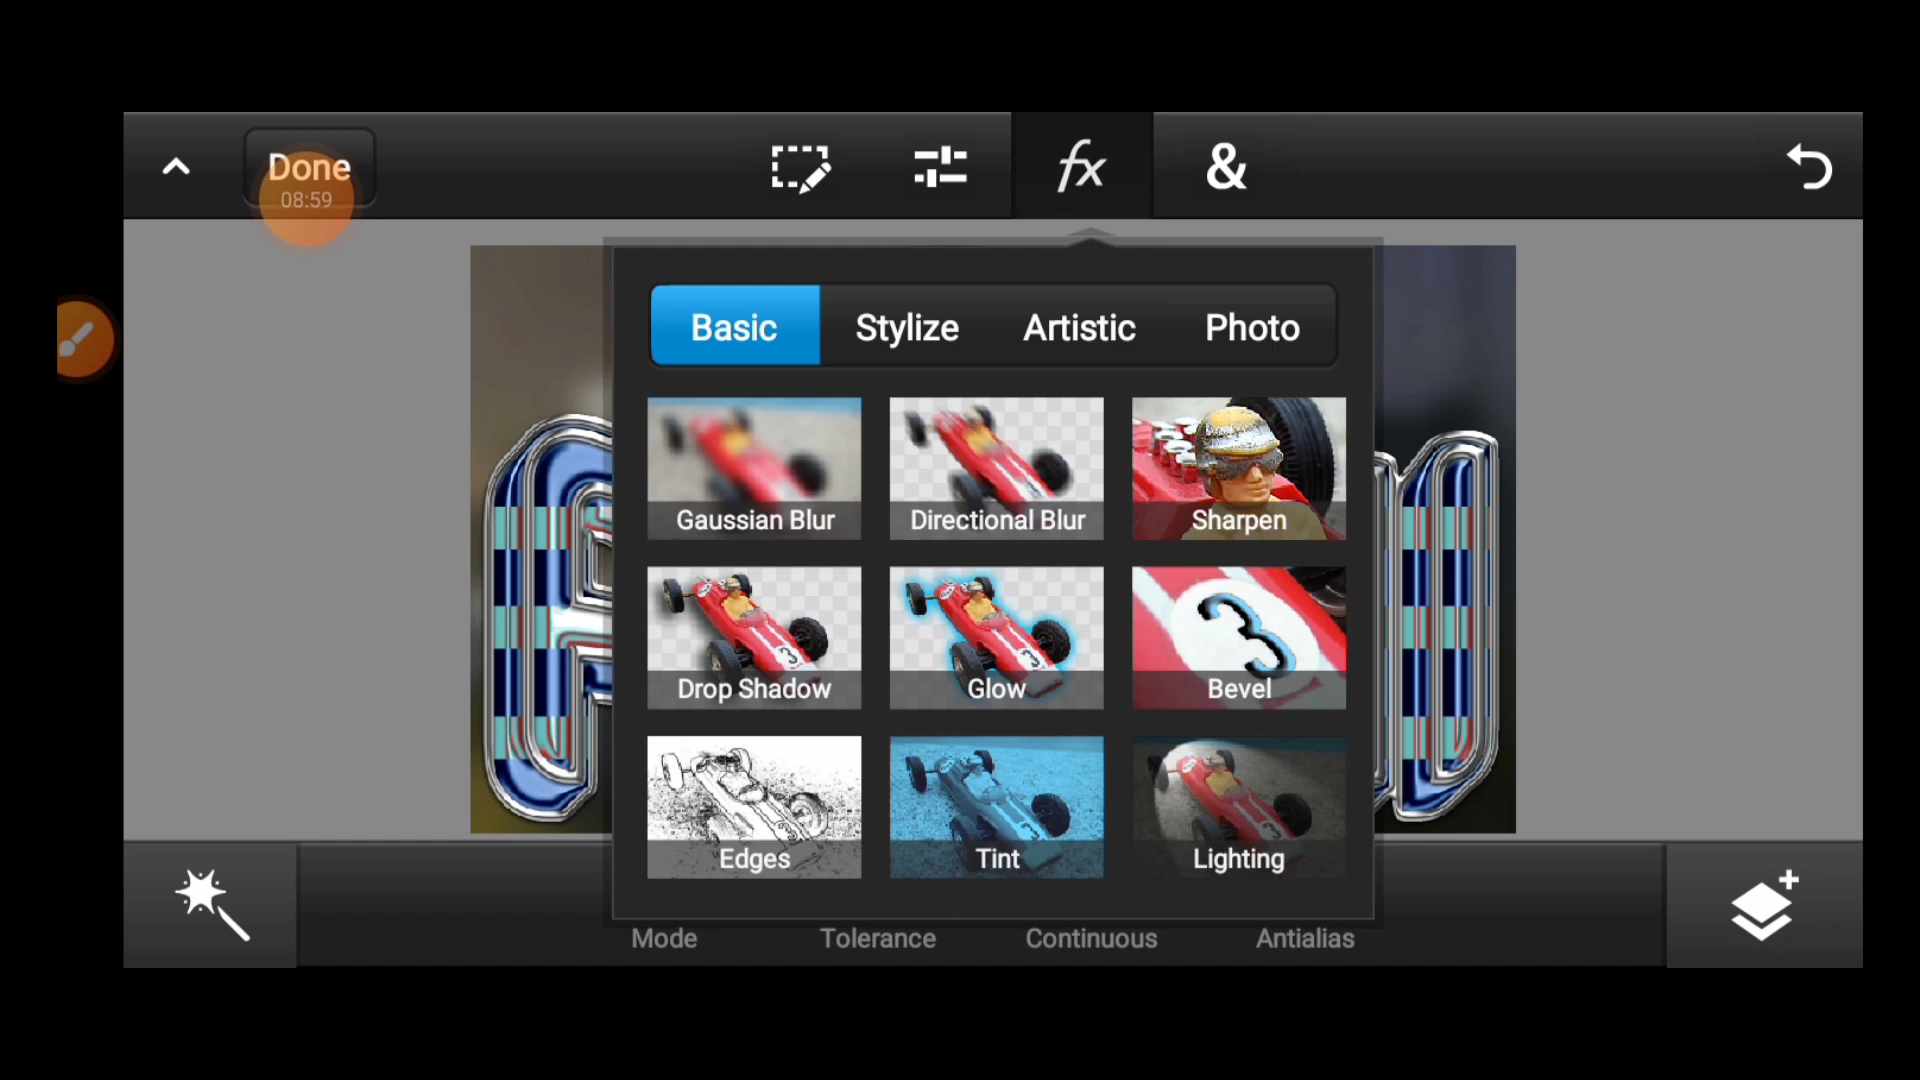 Done
08:59
fx
&
Basic Stylize Artistic Photo
Gaussian Blur Directional Blur Sharpen
Drop Shadow Glow Bevel
Edges Tint Lighting
Mode Tolerance Continuous Antialias